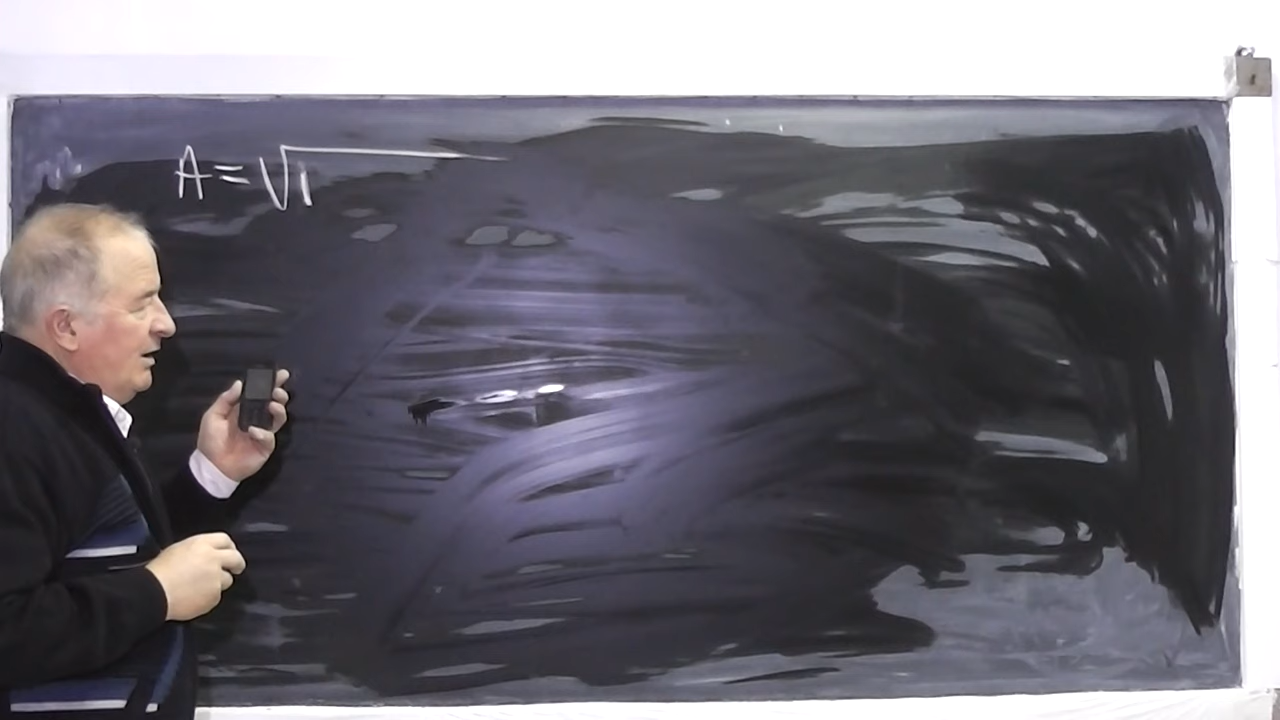 A = √1